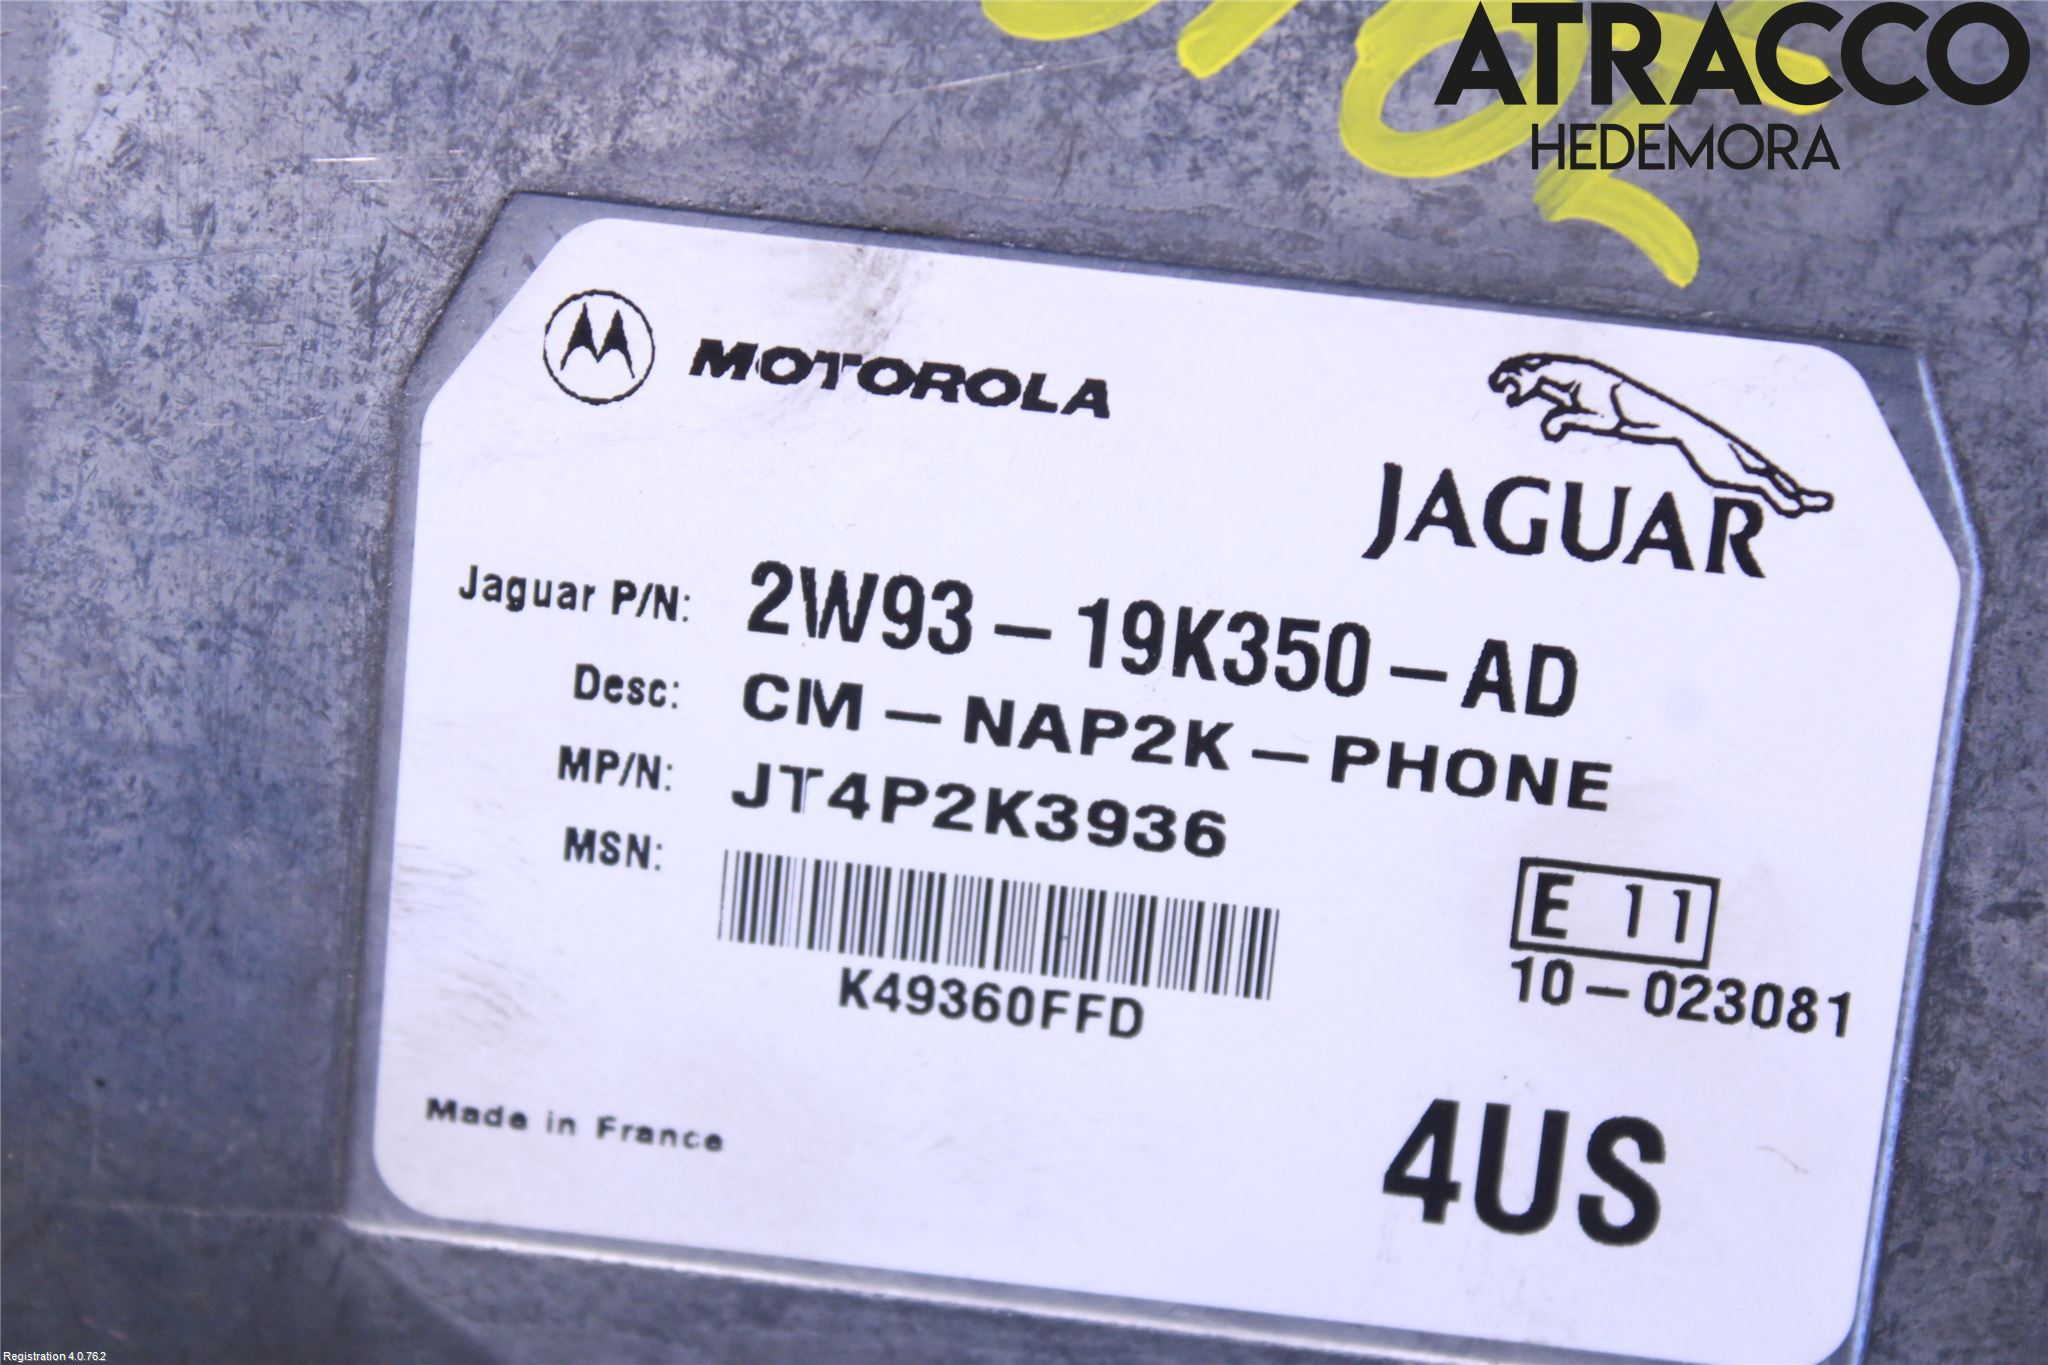 ATRACCO
HEDEMORA
MOTOROLA
JAGUAR
Jaguar P/N: 2W93-19K350-AD
Desc: CM-NAP2K-PHONE
MP/N: JT4P2K3936
MSN:
K49360FFD
E 11
10-023081
Made in France
4US
Registration 4.0.76.2